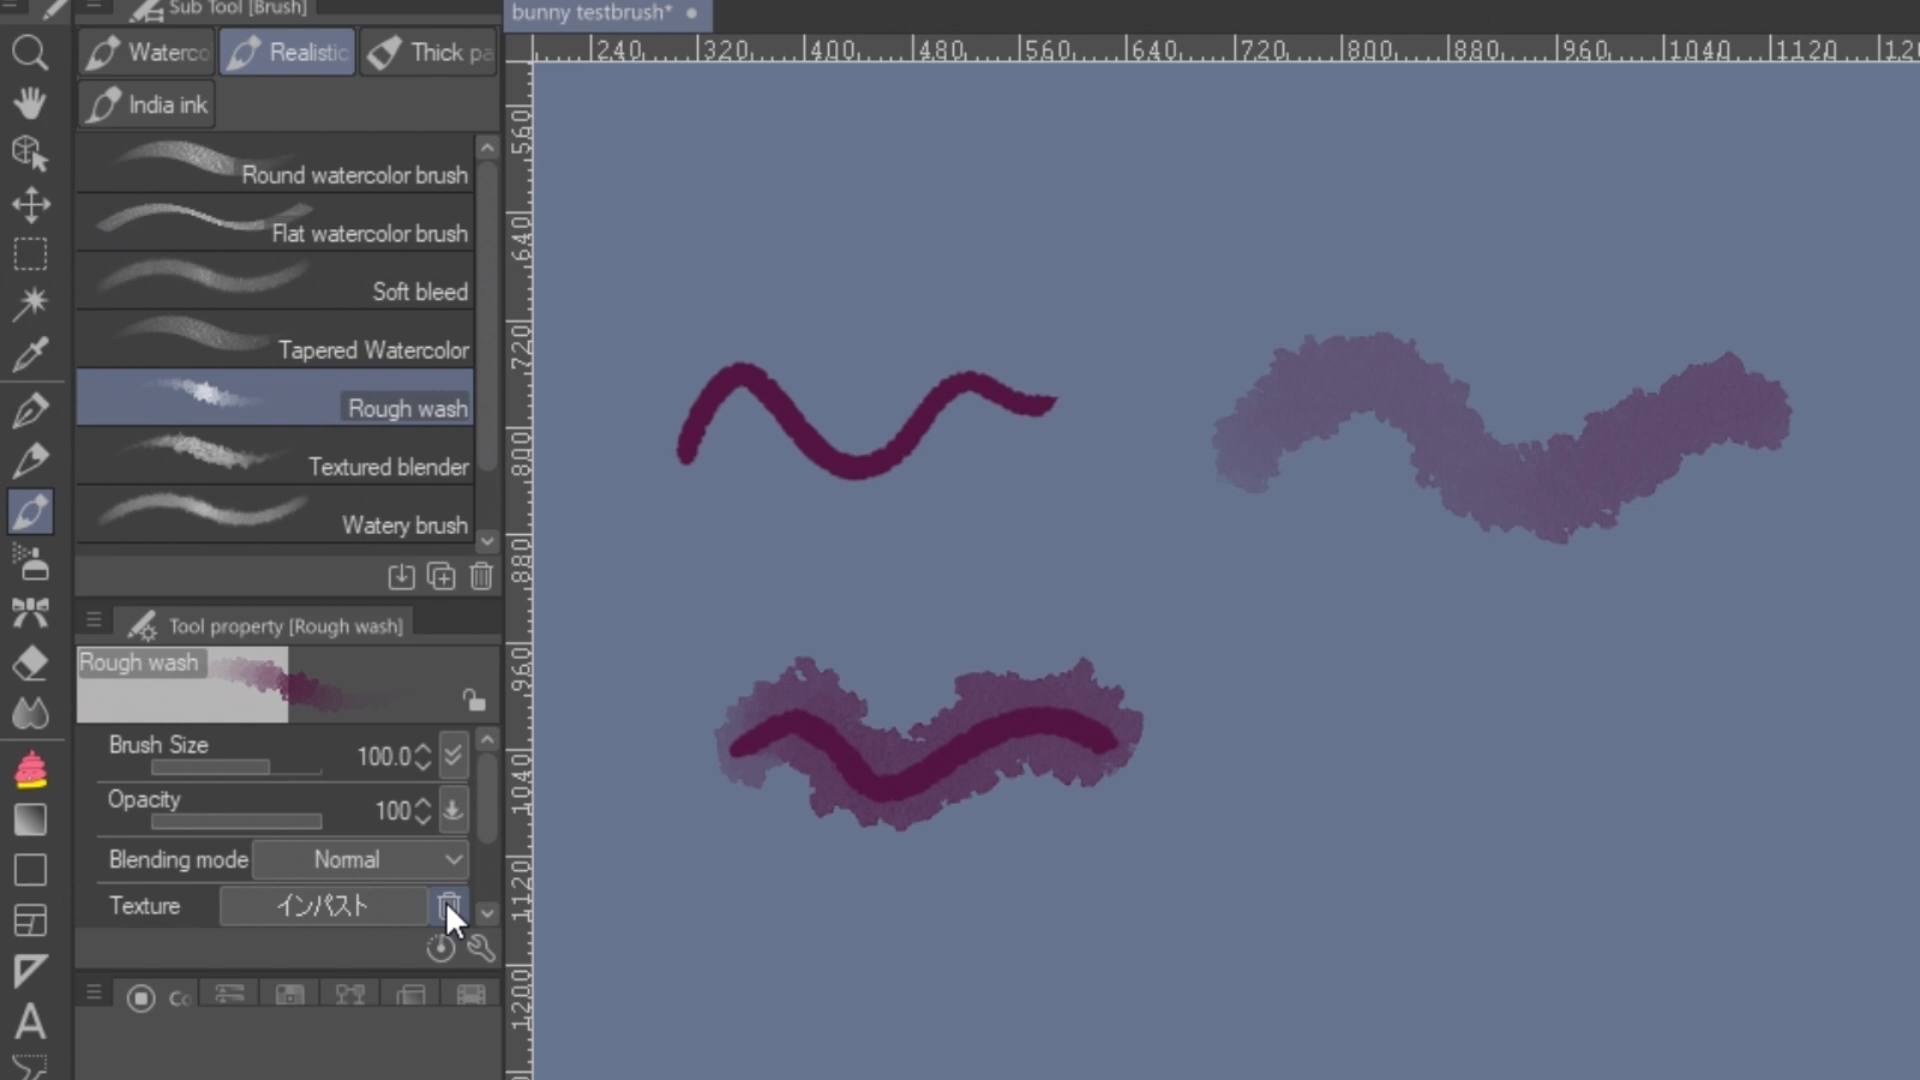 Sub Tool [Brush]
bunny testbrush*
Waterco
Realistic
Thick pa
India ink
240 320 400 480 560 640 720 800 880 960 1040 1120 120
Round watercolor brush
Flat watercolor brush
Soft bleed
Tapered Watercolor
Rough wash
Textured blender
Watery brush
560
640
720
800
880
960
1040
1120
1200
Tool property [Rough wash]
Rough wash
Brush Size 100.0
Opacity 100
Blending mode Normal
Texture インパスト
Co
A